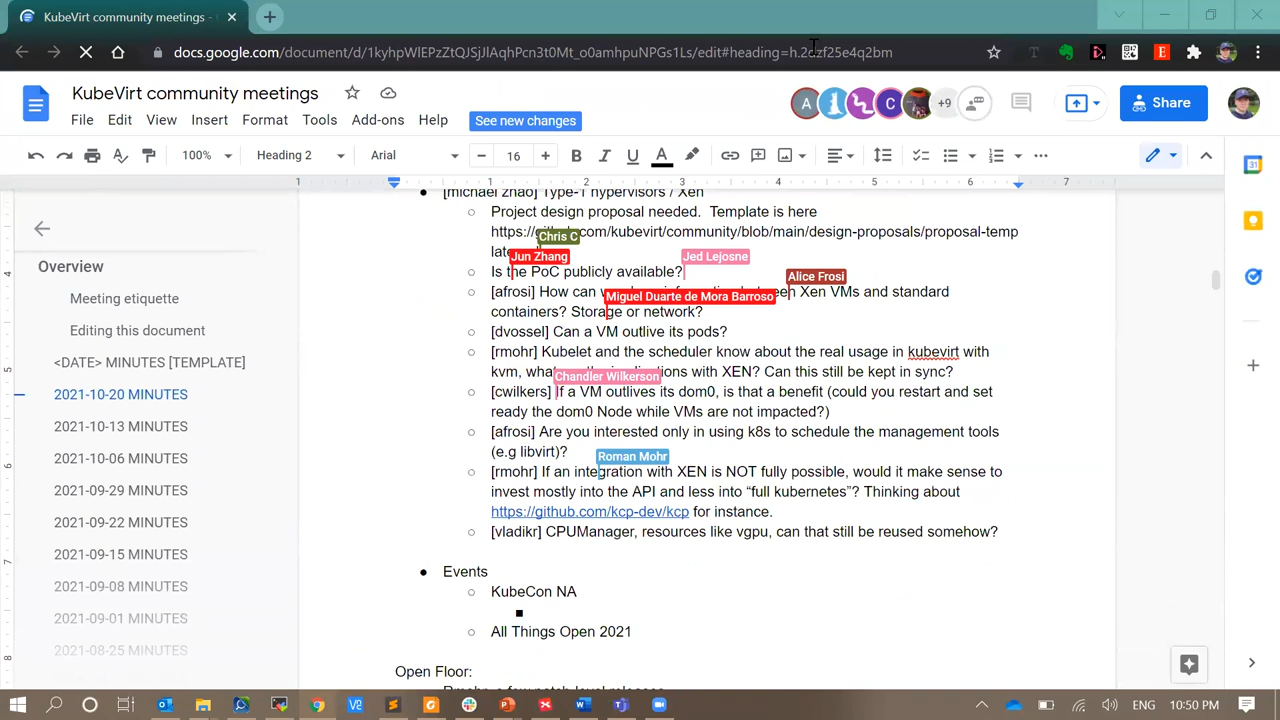 KubeVirt community meetings -
docs.google.com/document/d/1kyhpWlEPzZtQJSjJlAqhPcn3t0Mt_o0amhpuNPGs1Ls/edit#heading=h.2dzf25e4q2bm
KubeVirt community meetings
+9
Share
File Edit View Insert Format Tools Add-ons Help
See new changes
100% Heading 2 Arial 16
1 1 2 3 4 5 6 7
Overview
Meeting etiquette
Editing this document
<DATE> MINUTES [TEMPLATE]
2021-10-20 MINUTES
2021-10-13 MINUTES
2021-10-06 MINUTES
2021-09-29 MINUTES
2021-09-22 MINUTES
2021-09-15 MINUTES
2021-09-08 MINUTES
2021-09-01 MINUTES
2021-08-25 MINUTES
[michael zhao] Type-1 hypervisors / Xen
Project design proposal needed. Template is here
https://github.com/kubevirt/community/blob/main/design-proposals/proposal-temp
Chris C
Jun Zhang
Jed Lejosne
Is the PoC publicly available?
Alice Frosi
[afrosi] How can between Xen VMs and standard
Miguel Duarte de Mora Barroso
containers? Storage or network?
[dvossel] Can a VM outlive its pods?
[rmohr] Kubelet and the scheduler know about the real usage in kubevirt with
kvm, what with XEN? Can this still be kept in sync?
Chandler Wilkerson
[cwilkers] If a VM outlives its dom0, is that a benefit (could you restart and set
ready the dom0 Node while VMs are not impacted?)
[afrosi] Are you interested only in using k8s to schedule the management tools
(e.g libvirt)?
Roman Mohr
[rmohr] If an integration with XEN is NOT fully possible, would it make sense to
invest mostly into the API and less into “full kubernetes”? Thinking about
https://github.com/kcp-dev/kcp for instance.
[vladikr] CPUManager, resources like vgpu, can that still be reused somehow?
Events
KubeCon NA
All Things Open 2021
Open Floor:
ENG 10:50 PM